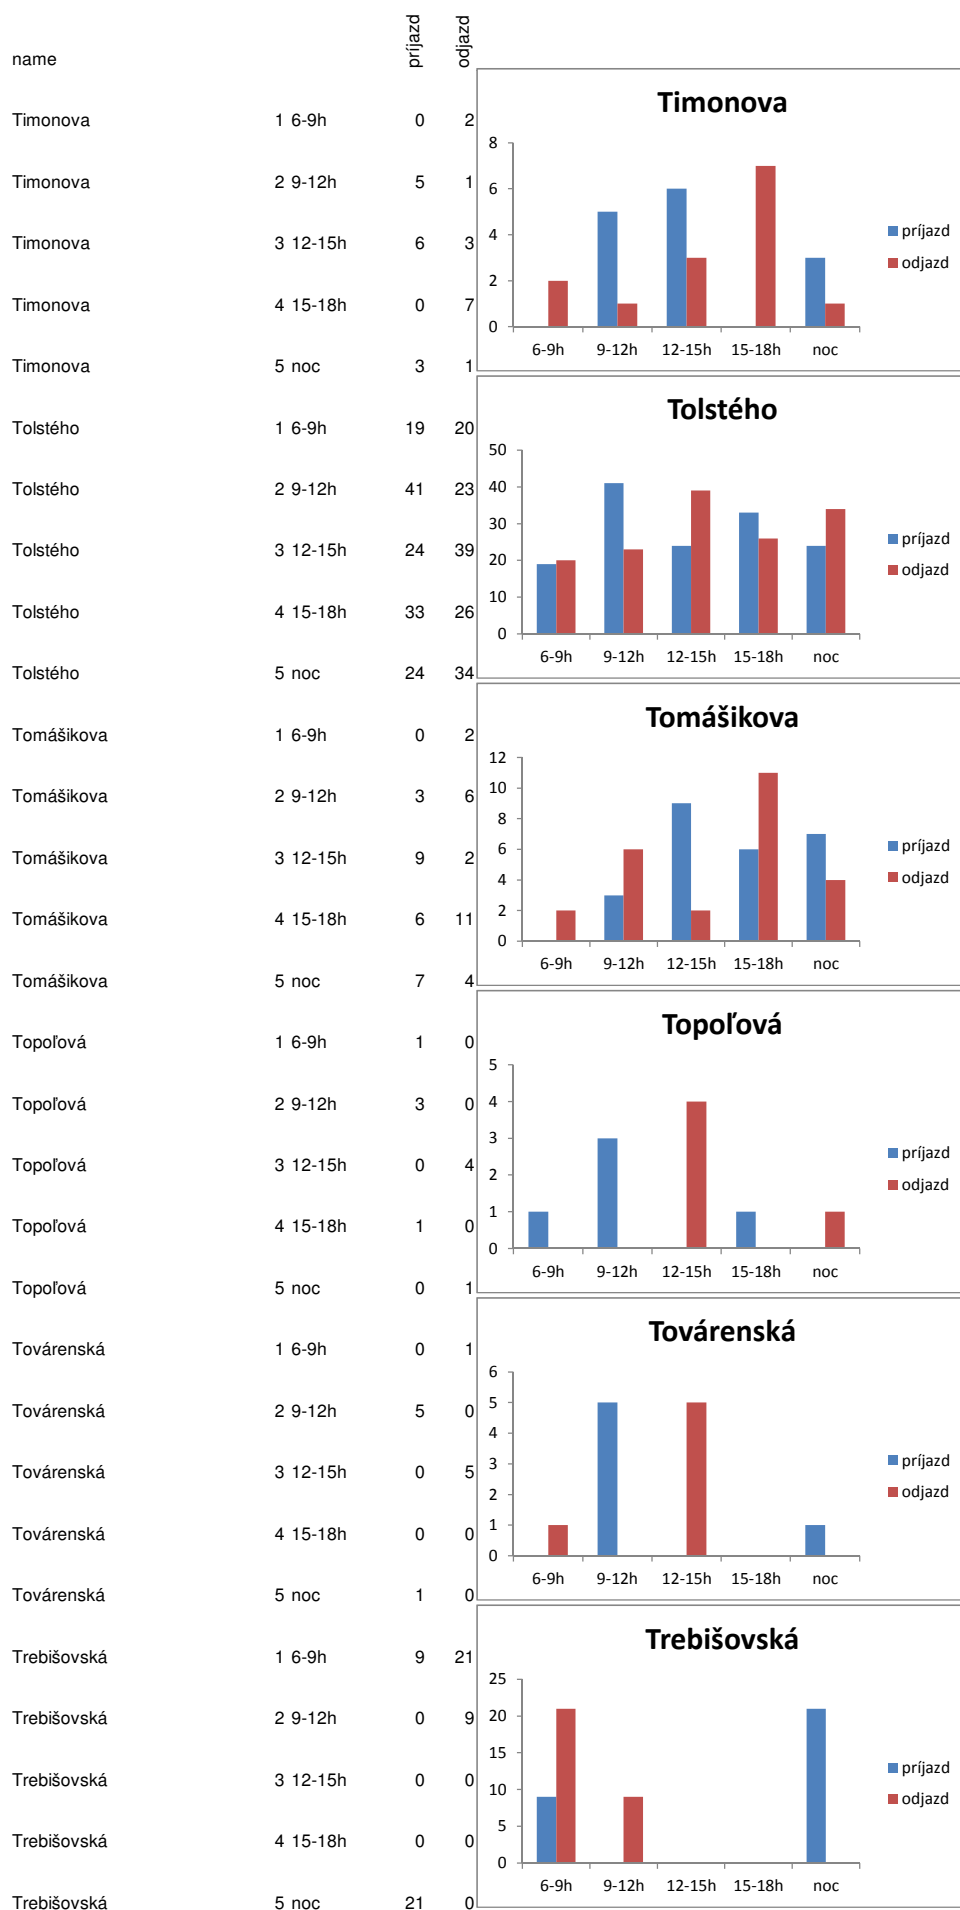 name príjazd odjazd
Timonova 1 6-9h 0 2
Timonova 2 9-12h 5 1
Timonova 3 12-15h 6 3
Timonova 4 15-18h 0 7
Timonova 5 noc 3 1
Tolstého 1 6-9h 19 20
Tolstého 2 9-12h 41 23
Tolstého 3 12-15h 24 39
Tolstého 4 15-18h 33 26
Tolstého 5 noc 24 34
Tomášikova 1 6-9h 0 2
Tomášikova 2 9-12h 3 6
Tomášikova 3 12-15h 9 2
Tomášikova 4 15-18h 6 11
Tomášikova 5 noc 7 4
Topoľová 1 6-9h 1 0
Topoľová 2 9-12h 3 0
Topoľová 3 12-15h 0 4
Topoľová 4 15-18h 1 0
Topoľová 5 noc 0 1
Továrenská 1 6-9h 0 1
Továrenská 2 9-12h 5 0
Továrenská 3 12-15h 0 5
Továrenská 4 15-18h 0 0
Továrenská 5 noc 1 0
Trebišovská 1 6-9h 9 21
Trebišovská 2 9-12h 0 9
Trebišovská 3 12-15h 0 0
Trebišovská 4 15-18h 0 0
Trebišovská 5 noc 21 0
Timonova
8
6
4
2
0
6-9h 9-12h 12-15h 15-18h noc
príjazd
odjazd
Tolstého
50
40
30
20
10
0
6-9h 9-12h 12-15h 15-18h noc
príjazd
odjazd
Tomášikova
12
10
8
6
4
2
0
6-9h 9-12h 12-15h 15-18h noc
príjazd
odjazd
Topoľová
5
4
3
2
1
0
6-9h 9-12h 12-15h 15-18h noc
príjazd
odjazd
Továrenská
6
5
4
3
2
1
0
6-9h 9-12h 12-15h 15-18h noc
príjazd
odjazd
Trebišovská
25
20
15
10
5
0
6-9h 9-12h 12-15h 15-18h noc
príjazd
odjazd